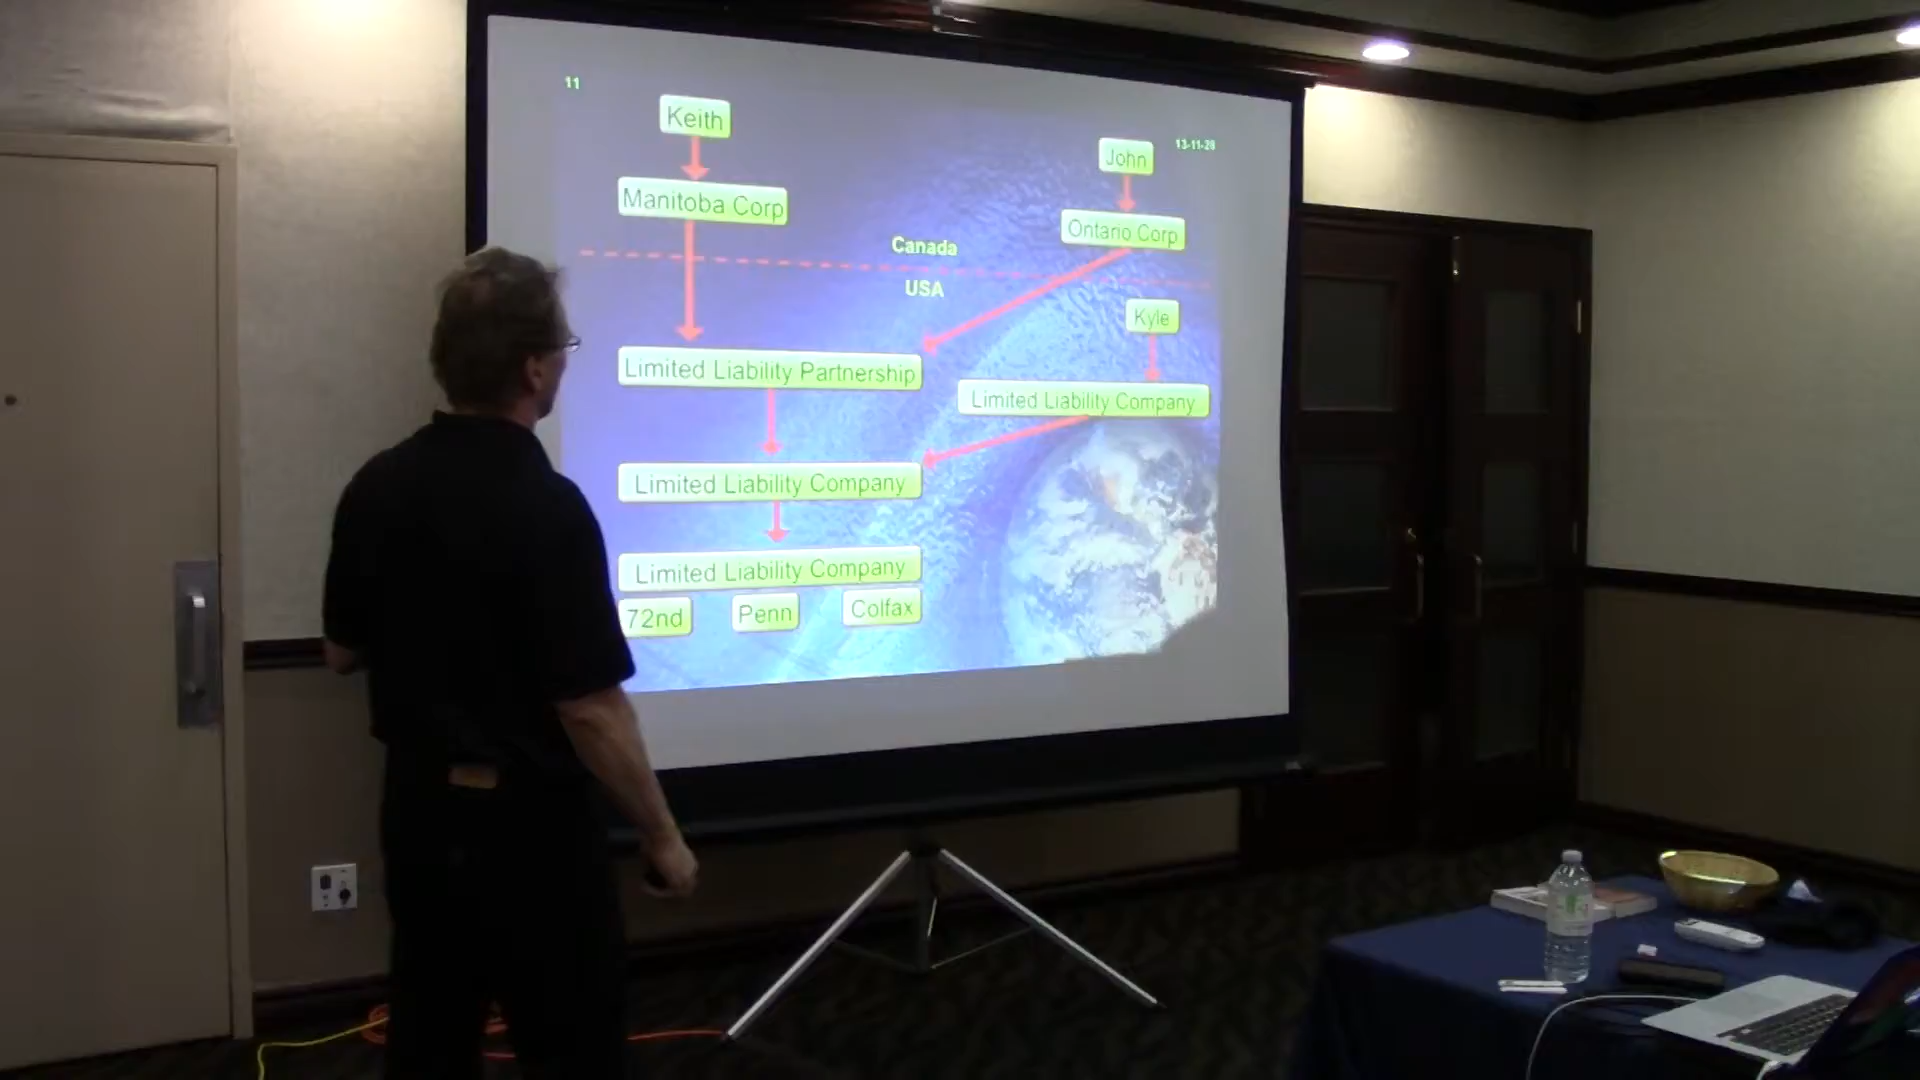 11
Keith
John
13-11-26
Manitoba Corp
Ontario Corp
Canada
USA
Kyle
Limited Liability Partnership
Limited Liability Company
Limited Liability Company
Limited Liability Company
72nd
Penn
Colfax